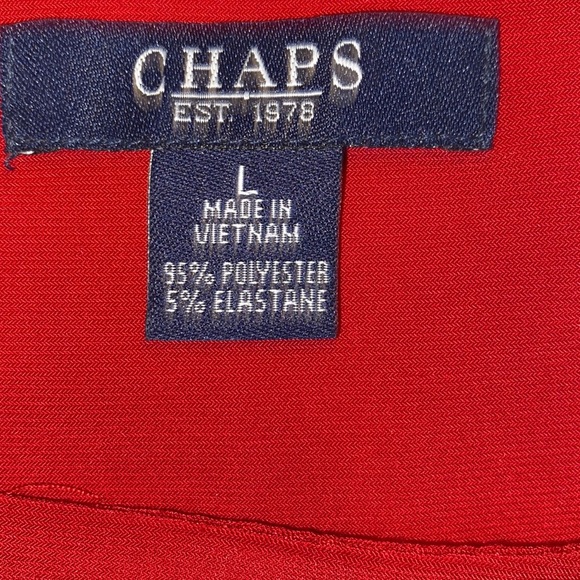 CHAPS
EST. 1978
L
MADE IN
VIETNAM
95% POLYESTER
5% ELASTANE